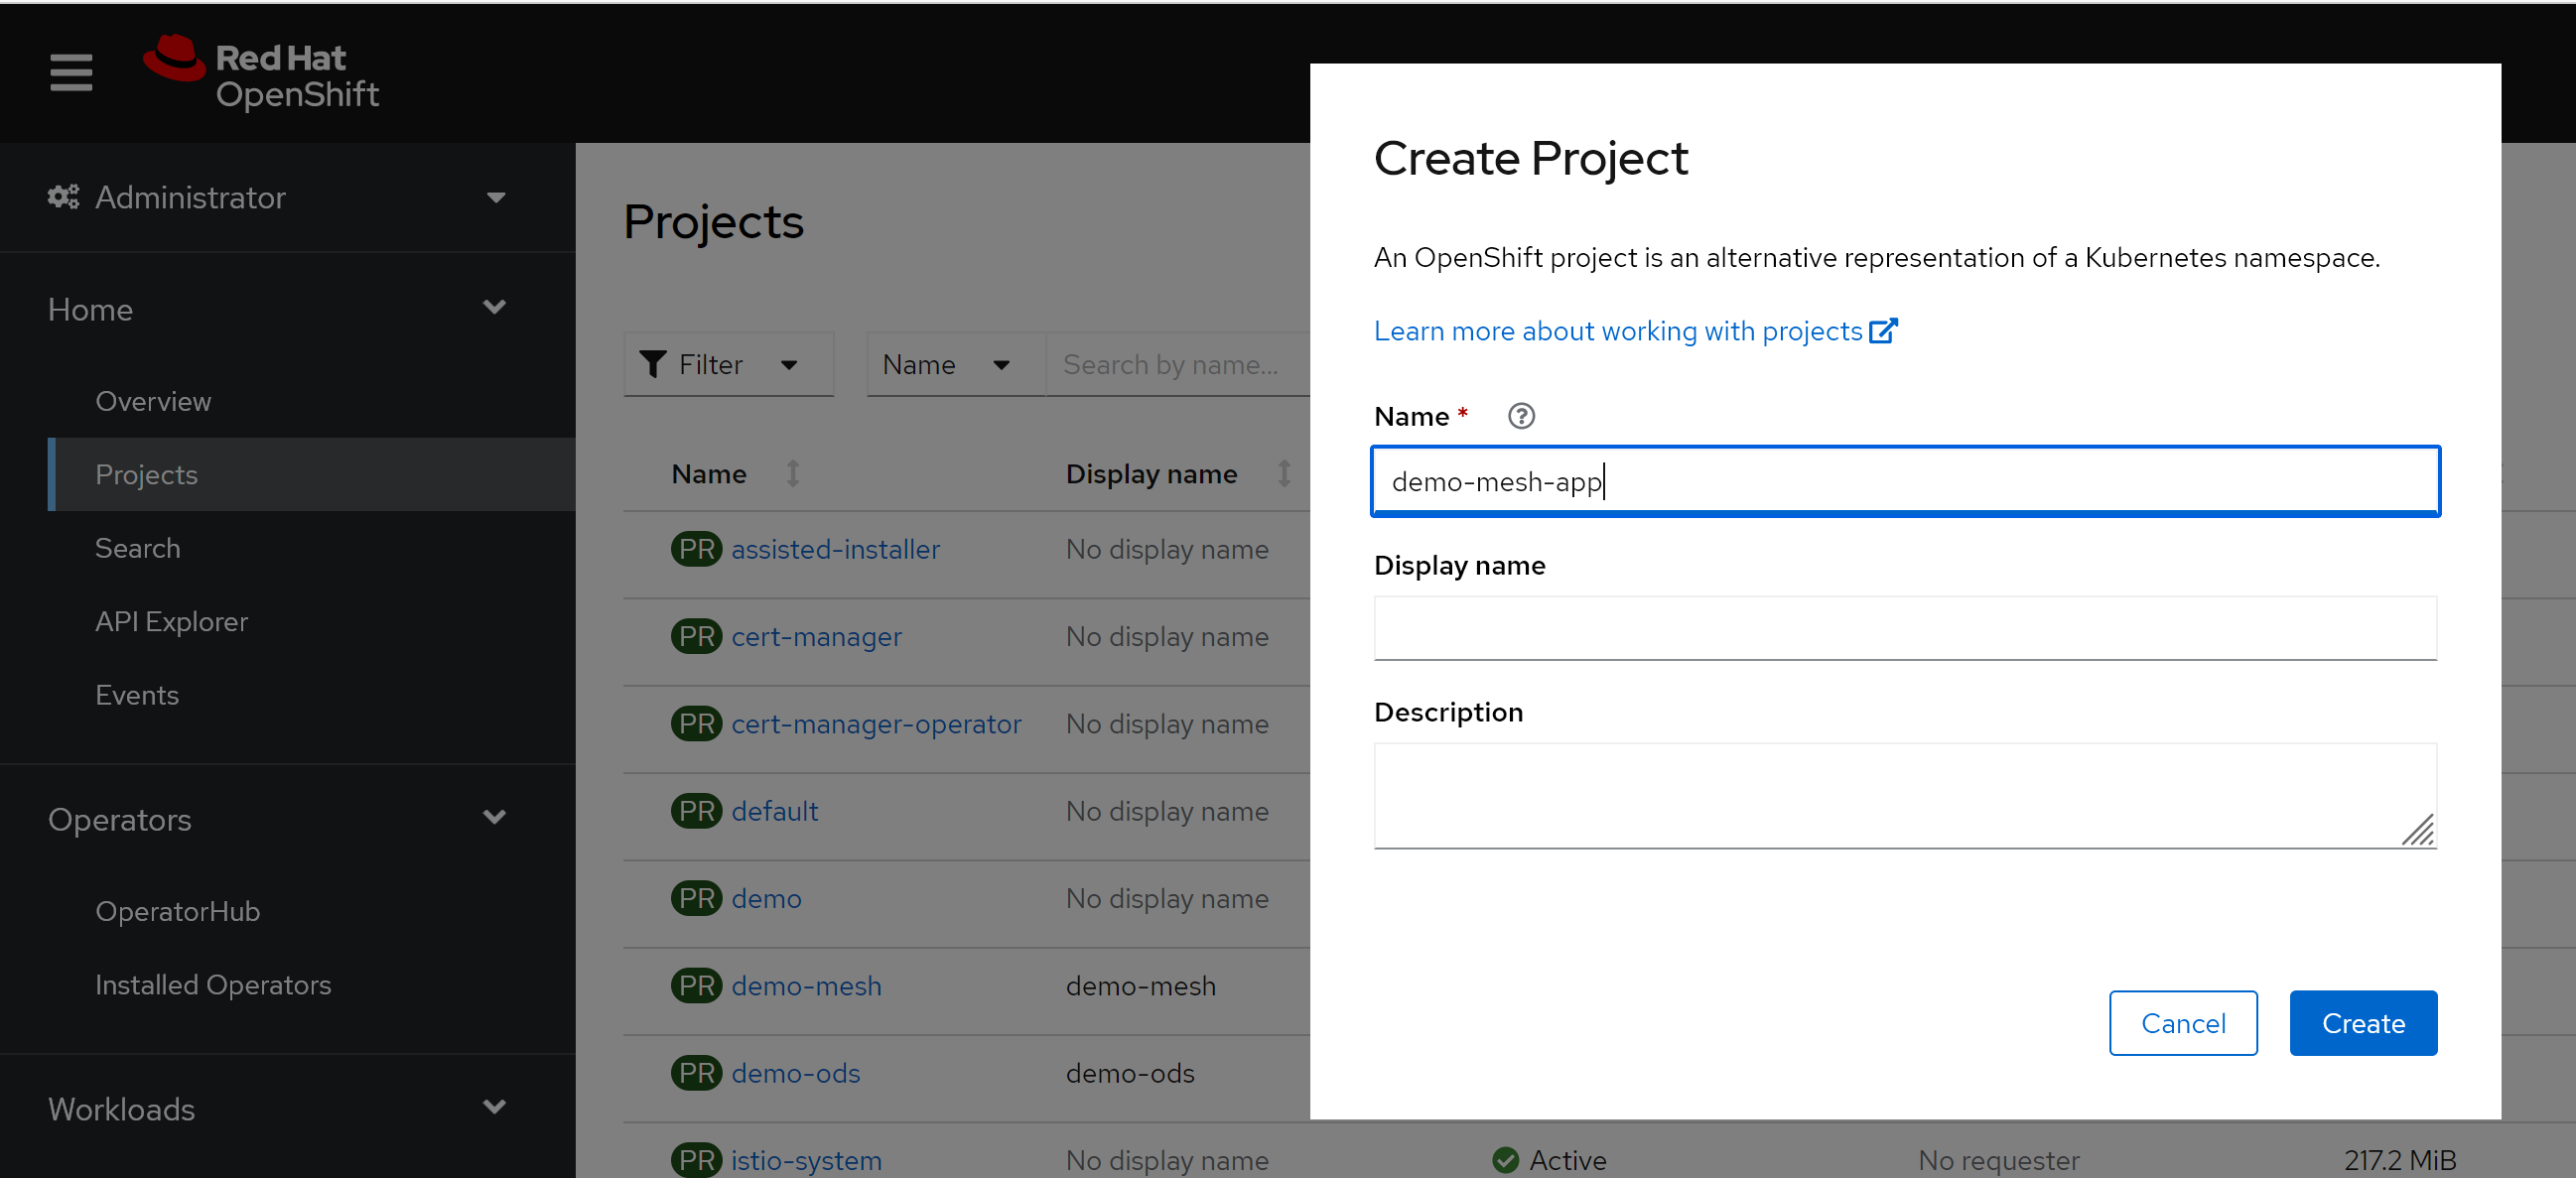 Red Hat
OpenShift
Administrator
Home
Overview
Projects
Search
API Explorer
Events
Operators
OperatorHub
Installed Operators
Workloads
Projects
Filter
Name
Search by name...
Name
Display name
PR assisted-installer No display name
PR cert-manager No display name
PR cert-manager-operator No display name
PR default No display name
PR demo No display name
PR demo-mesh demo-mesh
PR demo-ods demo-ods
PR istio-system No display name Active No requester 217.2 MiB
Create Project
An OpenShift project is an alternative representation of a Kubernetes namespace.
Learn more about working with projects
Name *
demo-mesh-app
Display name
Description
Cancel
Create